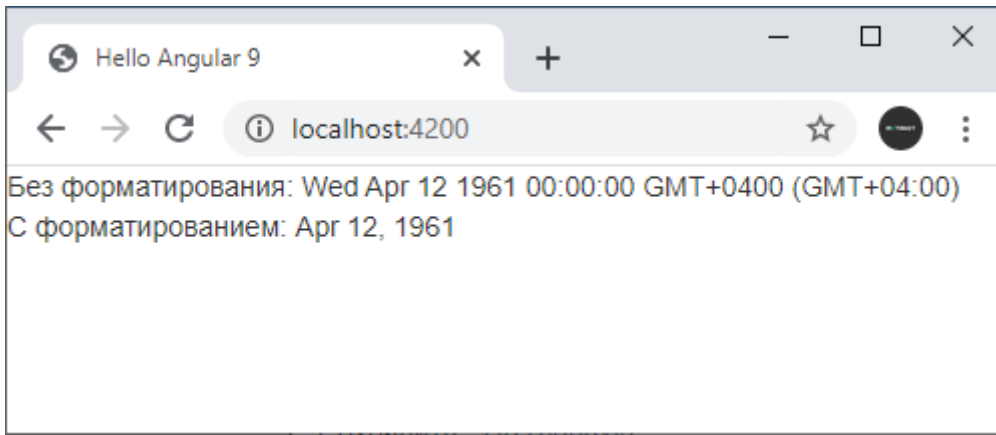 Hello Angular 9
localhost:4200
Без форматирования: Wed Apr 12 1961 00:00:00 GMT+0400 (GMT+04:00)
С форматированием: Apr 12, 1961